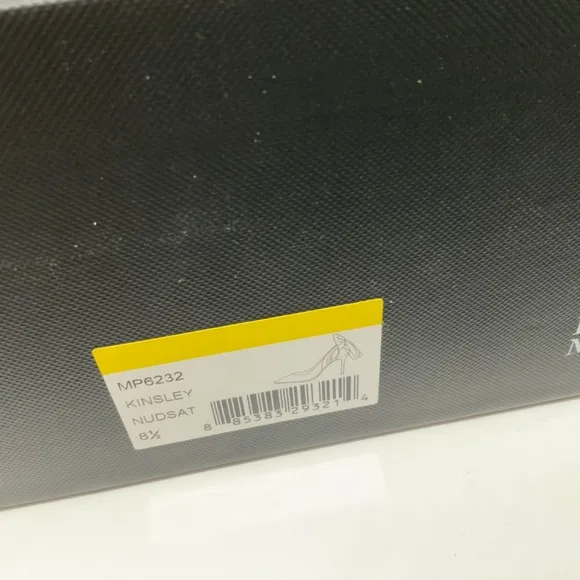 MP6232
KINSLEY
NUDSAT
8½
8 85383 29321 4